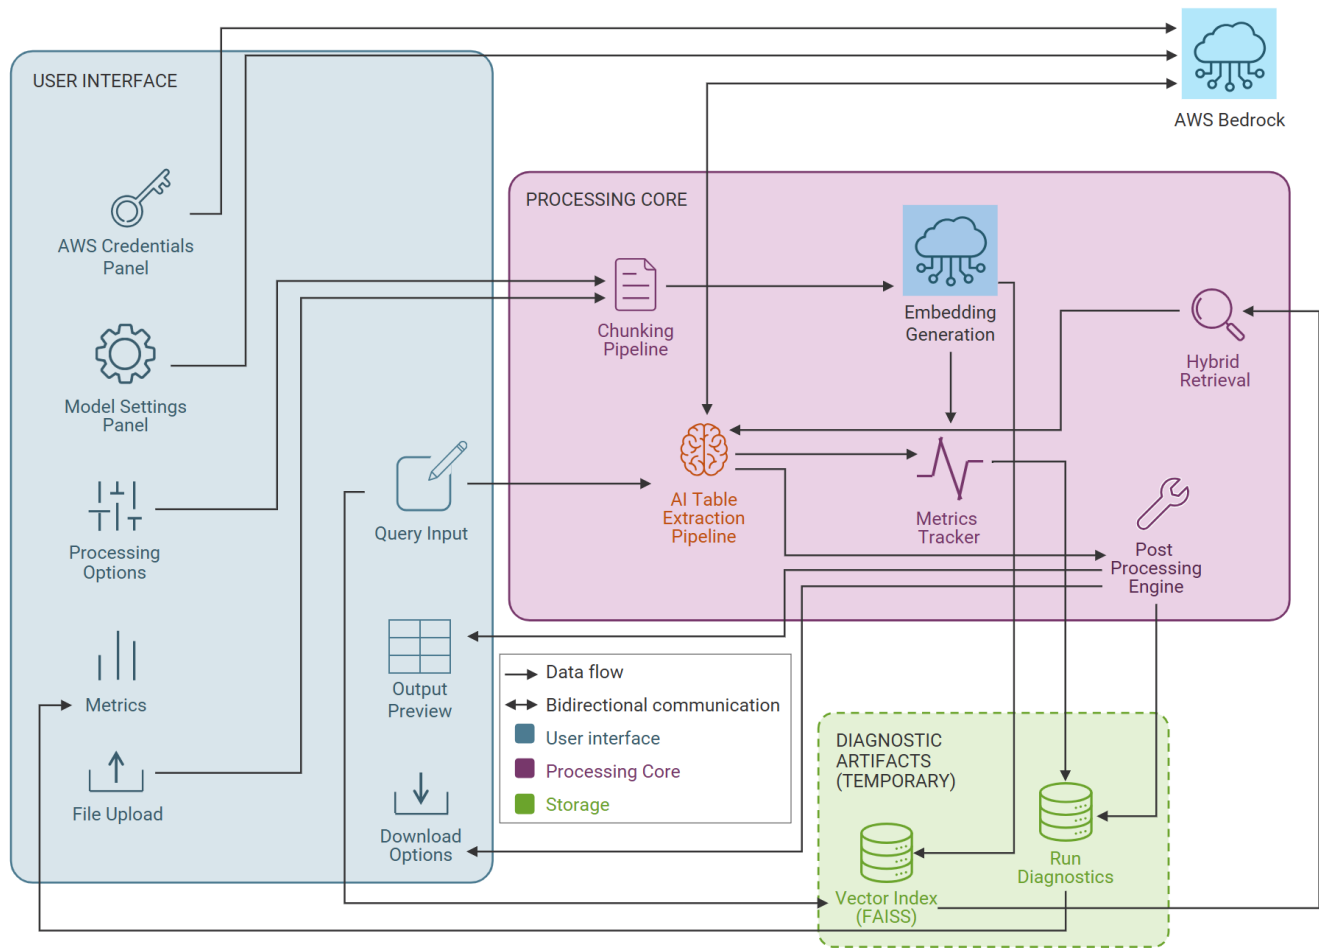 USER INTERFACE
AWS Credentials
Panel
Model Settings
Panel
Processing
Options
Metrics
File Upload
Query Input
Output
Preview
Download
Options
AWS Bedrock
PROCESSING CORE
Chunking
Pipeline
Embedding
Generation
Hybrid
Retrieval
AI Table
Extraction
Pipeline
Metrics
Tracker
Post
Processing
Engine
Data flow
Bidirectional communication
User interface
Processing Core
Storage
DIAGNOSTIC
ARTIFACTS
(TEMPORARY)
Vector Index
(FAISS)
Run
Diagnostics